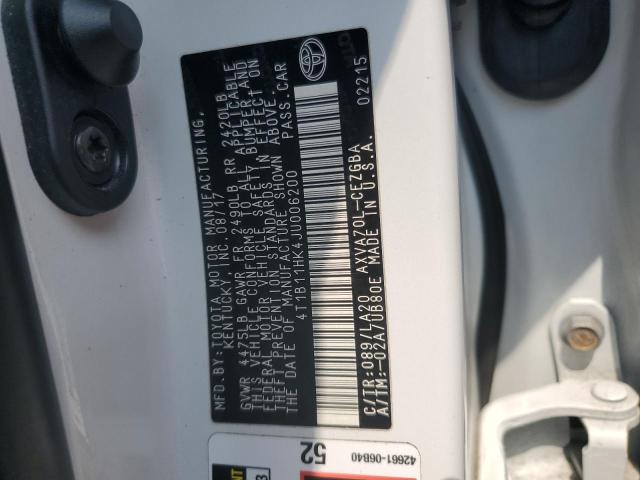 MFD.BY:TOYOTA MOTOR MANUFACTURING,
KENTUCKY, INC. 08/17
GVWR 4475LB GAWR FR 2490LB RR 2420LB
THIS VEHICLE CONFORMS TO ALL APPLICABLE
FEDERAL MOTOR VEHICLE SAFETY BUMPER, AND
THEFT PREVENTION STANDARDS IN EFFECT ON
THE DATE OF MANUFACTURE SHOWN ABOVE.
4T1B11HK4JU006200 PASS.CAR
C/TR:089/LA20 AXVA70L-CEZGBA
A/TM:-02A/UB80E MADE IN U.S.A.
02215
52
42661-06B40